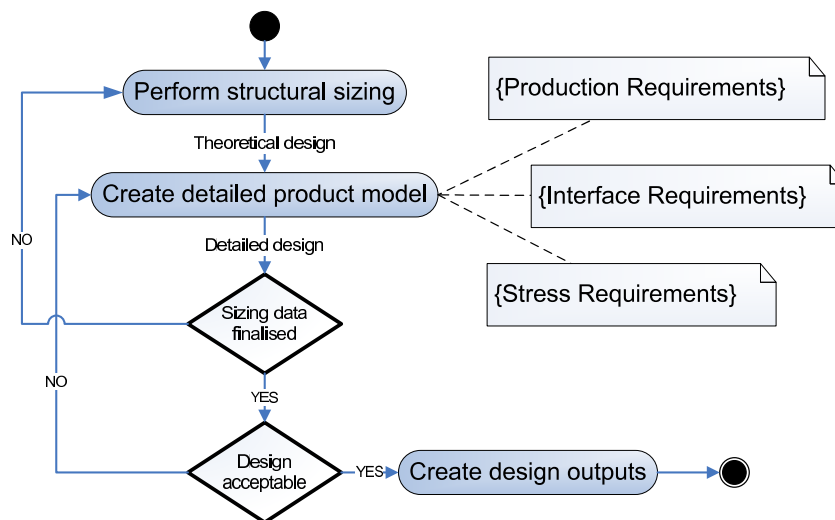 Perform structural sizing
{Production Requirements}
Theoretical design
Create detailed product model
{Interface Requirements}
NO
Detailed design
{Stress Requirements}
Sizing data
finalised
NO
YES
Design
acceptable
YES
Create design outputs